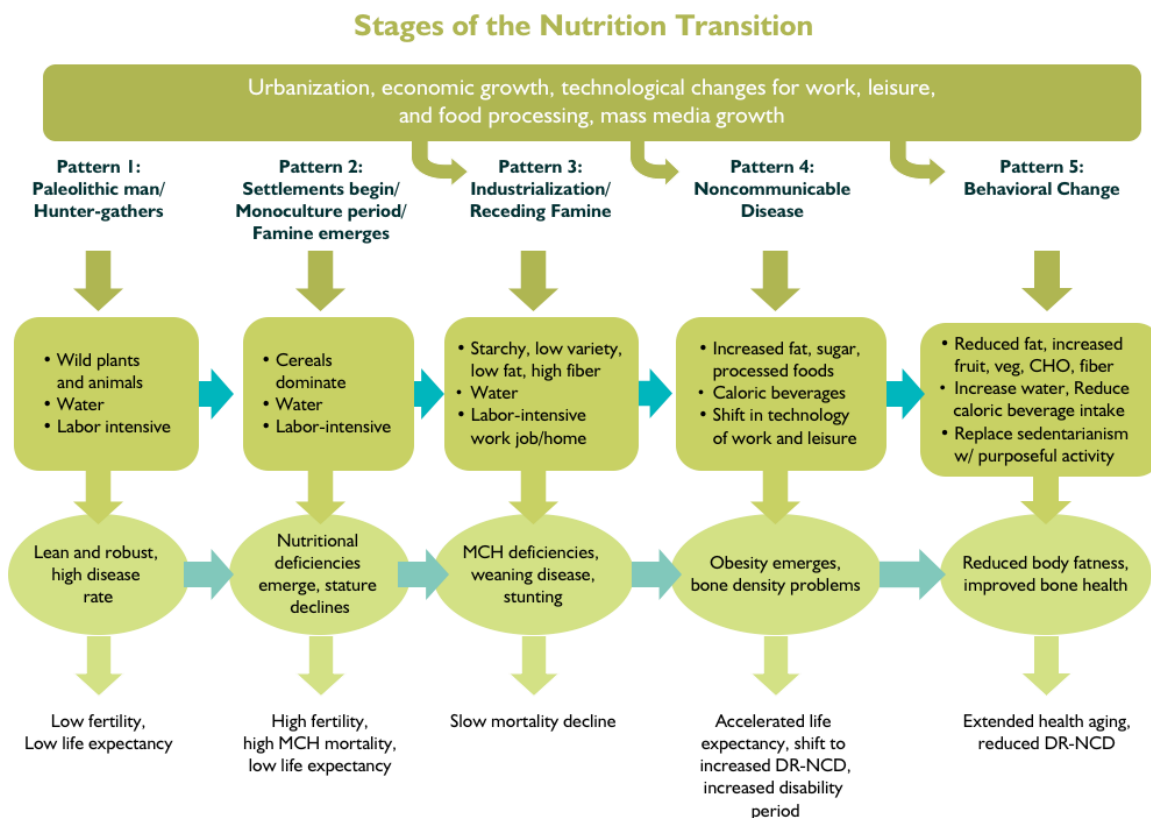 Stages of the Nutrition Transition
Urbanization, economic growth, technological changes for work, leisure,
and food processing, mass media growth
Pattern 1:
Paleolithic man/
Hunter-gathers
Pattern 2:
Settlements begin/
Monoculture period/
Famine emerges
Pattern 3:
Industrialization/
Receding Famine
Pattern 4:
Noncommunicable
Disease
Pattern 5:
Behavioral Change
• Wild plants
and animals
• Water
• Labor intensive
• Cereals
dominate
• Water
• Labor-intensive
• Starchy, low variety,
low fat, high fiber
• Water
• Labor-intensive
work job/home
• Increased fat, sugar,
processed foods
• Caloric beverages
• Shift in technology
of work and leisure
• Reduced fat, increased
fruit, veg, CHO, fiber
• Increase water, Reduce
caloric beverage intake
• Replace sedentarianism
w/ purposeful activity
Lean and robust,
high disease
rate
Nutritional
deficiencies
emerge, stature
declines
MCH deficiencies,
weaning disease,
stunting
Obesity emerges,
bone density problems
Reduced body fatness,
improved bone health
Low fertility,
Low life expectancy
High fertility,
high MCH mortality,
low life expectancy
Slow mortality decline
Accelerated life
expectancy, shift to
increased DR-NCD,
increased disability
period
Extended health aging,
reduced DR-NCD